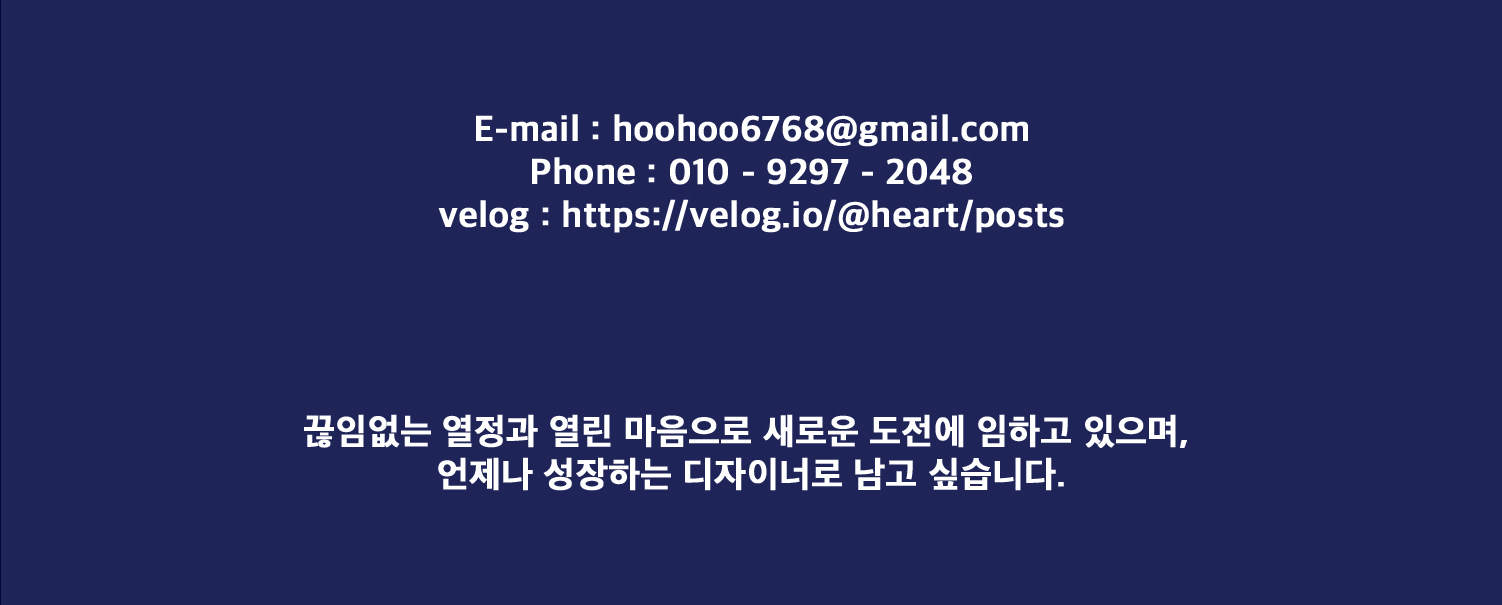 E-mail : hoohoo6768@gmail.com
Phone : 010 - 9297 - 2048
velog : https://velog.io/@heart/posts
끊임없는 열정과 열린 마음으로 새로운 도전에 임하고 있으며,
언제나 성장하는 디자이너로 남고 싶습니다.